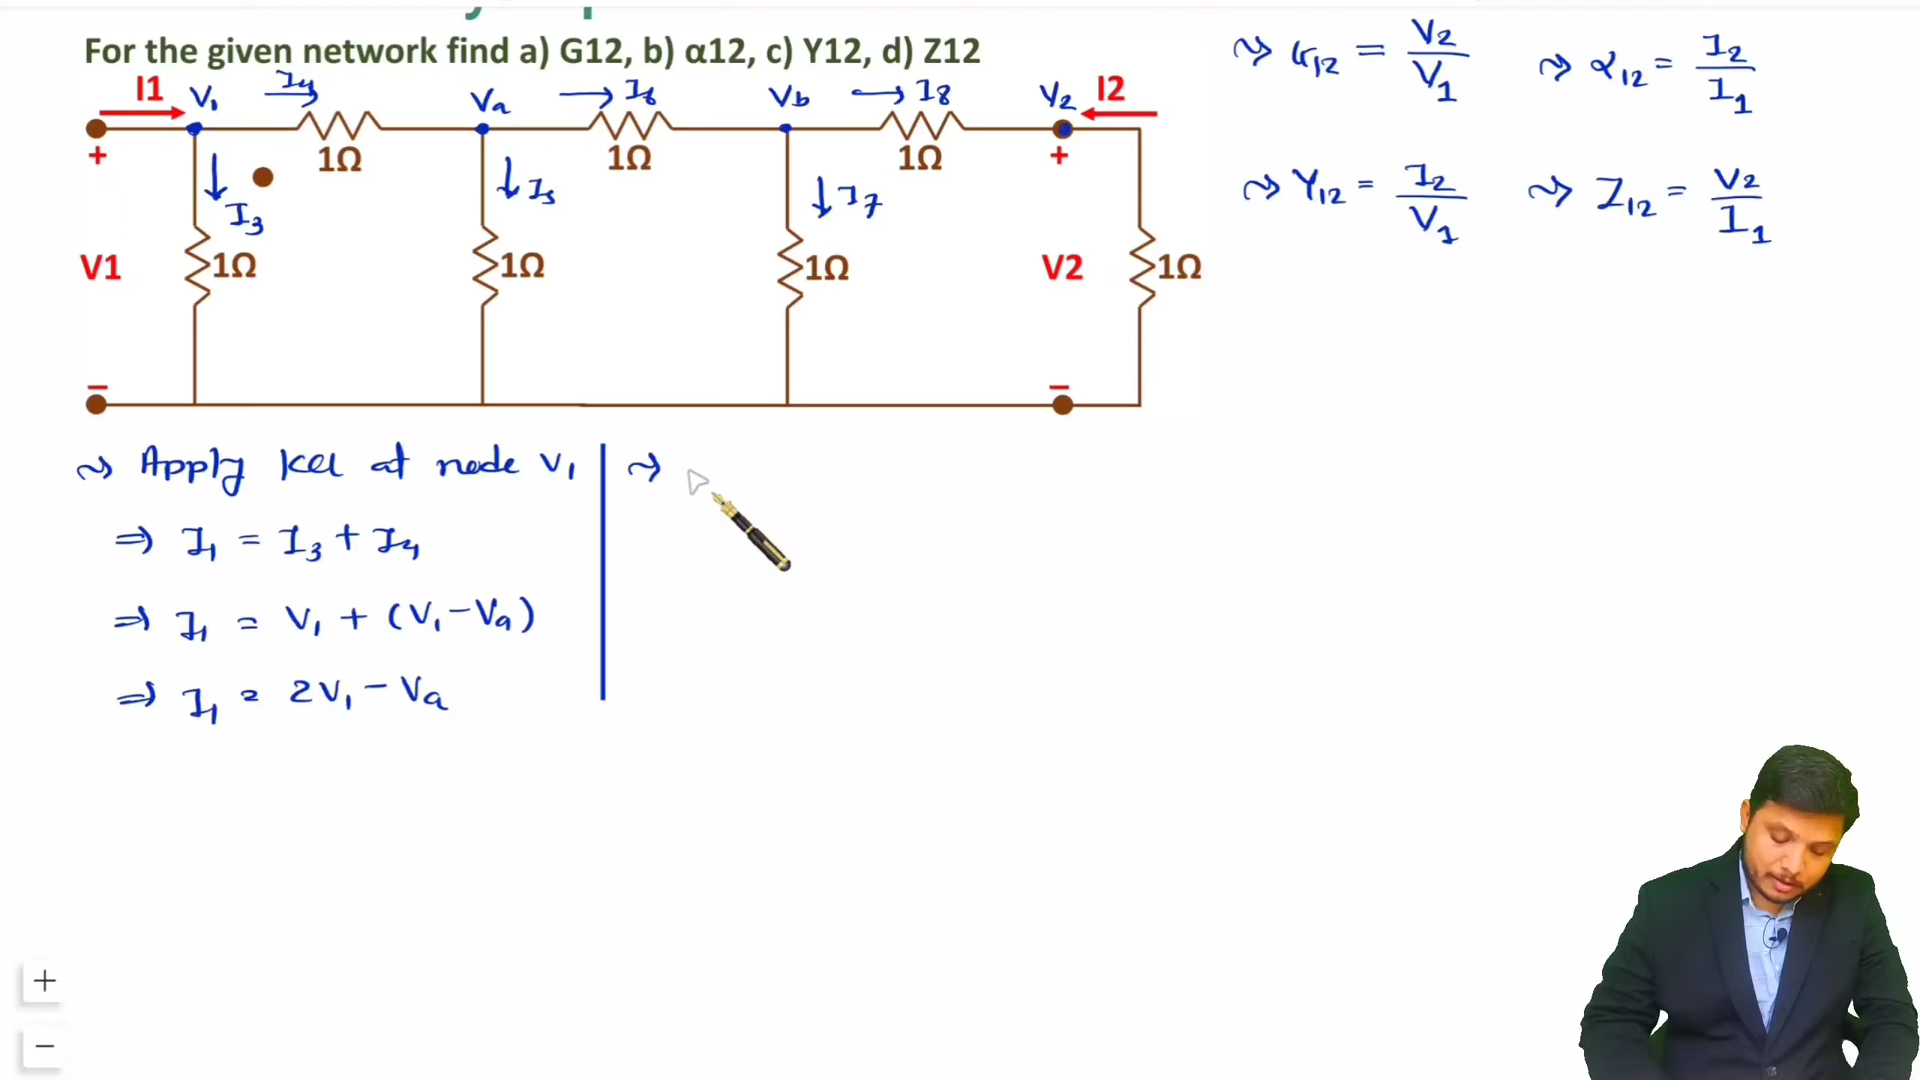 For the given network find a) G12, b) α12, c) Y12, d) Z12
I1 V₁ I₄ Va I₆ Vb I₈ V₂ I2
+ 1Ω 1Ω 1Ω +
I₃ I₅ I₇
V1 1Ω 1Ω 1Ω V2 1Ω
− −
⇝ G₁₂ = V₂/V₁ ⇝ α₁₂ = I₂/I₁
⇝ Y₁₂ = I₂/V₁ ⇝ Z₁₂ = V₂/I₁
⇝ Apply KCL at node V₁
⇒ I₁ = I₃ + I₄
⇒ I₁ = V₁ + (V₁ − Va)
⇒ I₁ = 2V₁ − Va
⇝
+
−